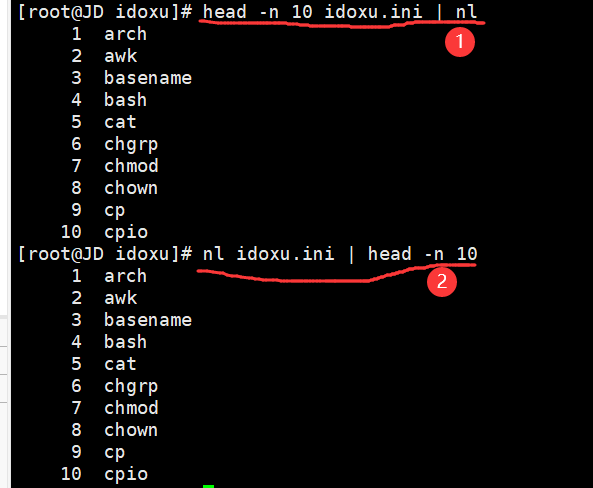 [root@JD idoxu]# head -n 10 idoxu.ini | nl
1
1 arch
2 awk
3 basename
4 bash
5 cat
6 chgrp
7 chmod
8 chown
9 cp
10 cpio
[root@JD idoxu]# nl idoxu.ini | head -n 10
2
1 arch
2 awk
3 basename
4 bash
5 cat
6 chgrp
7 chmod
8 chown
9 cp
10 cpio